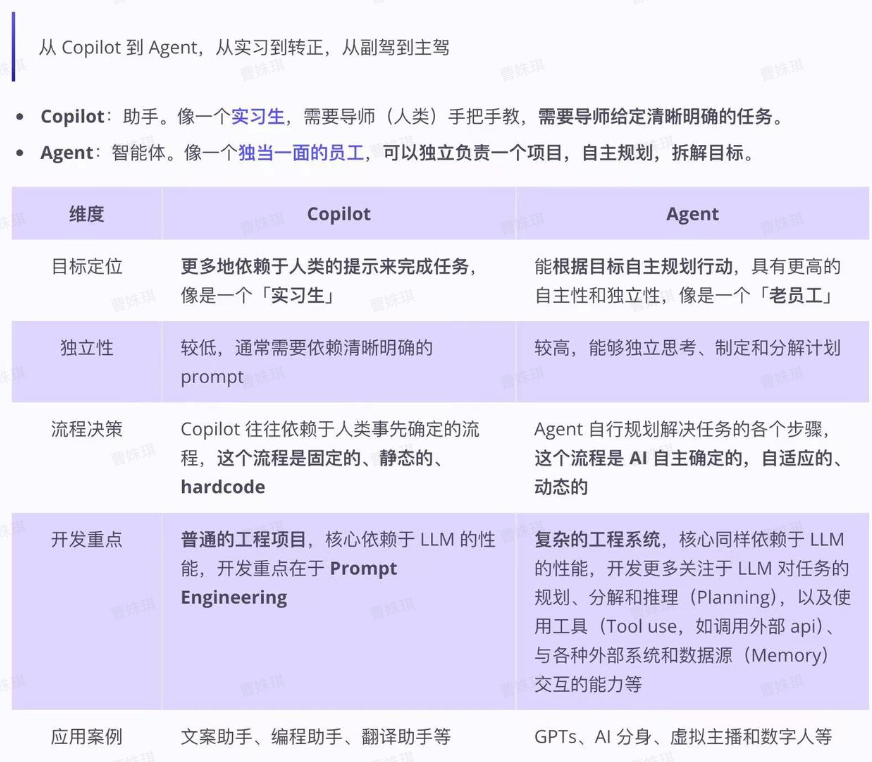 从 Copilot 到 Agent，从实习到转正，从副驾到主驾
• Copilot：助手。像一个实习生，需要导师（人类）手把手教，需要导师给定清晰明确的任务。
• Agent：智能体。像一个独当一面的员工，可以独立负责一个项目，自主规划，拆解目标。
维度 Copilot Agent
目标定位
更多地依赖于人类的提示来完成任务，
像是一个「实习生」
能根据目标自主规划行动，具有更高的
自主性和独立性，像是一个「老员工」
独立性
较低，通常需要依赖清晰明确的
prompt
较高，能够独立思考、制定和分解计划
流程决策
Copilot 往往依赖于人类事先确定的流
程，这个流程是固定的、静态的、
hardcode
Agent 自行规划解决任务的各个步骤，
这个流程是 AI 自主确定的，自适应的、
动态的
开发重点
普通的工程项目，核心依赖于 LLM 的性
能，开发重点在于 Prompt
Engineering
复杂的工程系统，核心同样依赖于 LLM
的性能，开发更多关注于 LLM 对任务的
规划、分解和推理（Planning），以及使
用工具（Tool use，如调用外部 api）、
与各种外部系统和数据源（Memory）
交互的能力等
应用案例
文案助手、编程助手、翻译助手等
GPTs、AI 分身、虚拟主播和数字人等
曹姝琪